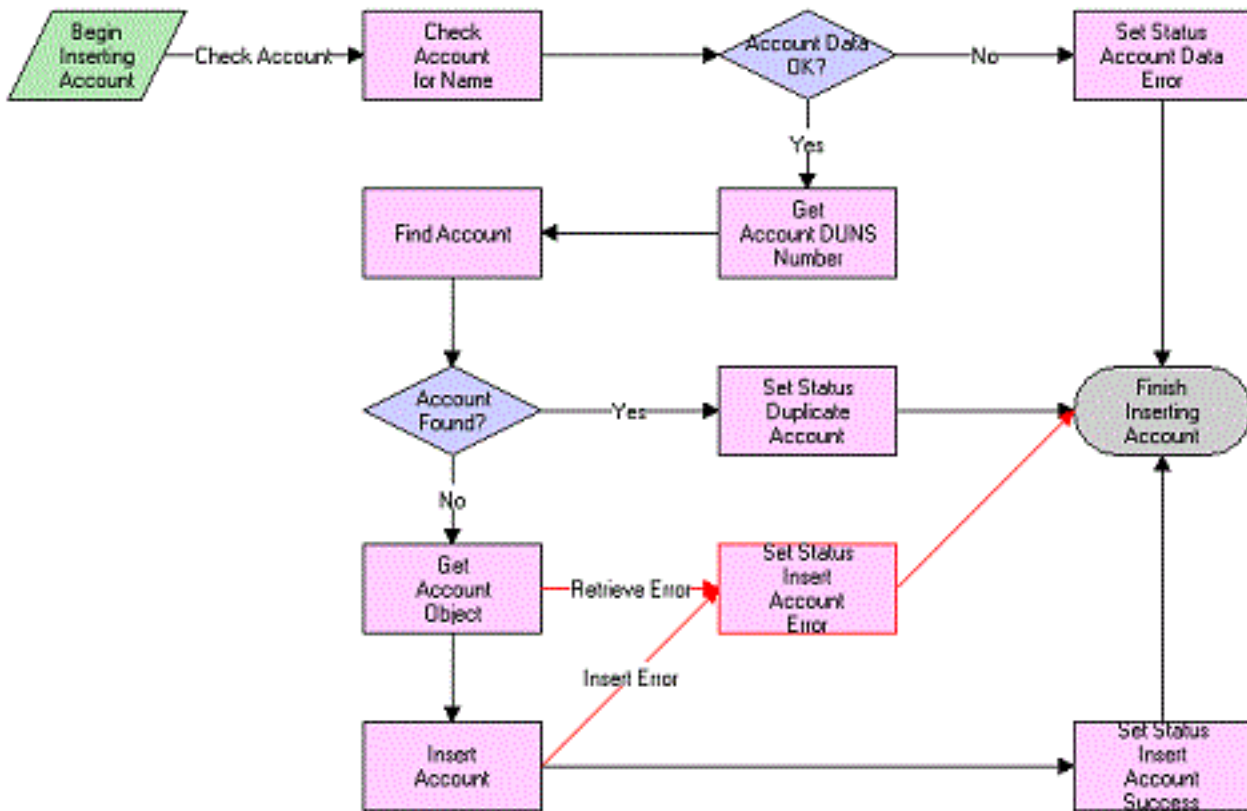 Begin
Inserting
Account
Check Account
Check
Account
for Name
Account Data
OK?
No
Set Status
Account Data
Error
Yes
Find Account
Get
Account DUNS
Number
Account
Found?
Yes
Set Status
Duplicate
Account
Finish
Inserting
Account
No
Get
Account
Object
Retrieve Error
Set Status
Insert
Account
Error
Insert Error
Insert
Account
Set Status
Insert
Account
Success